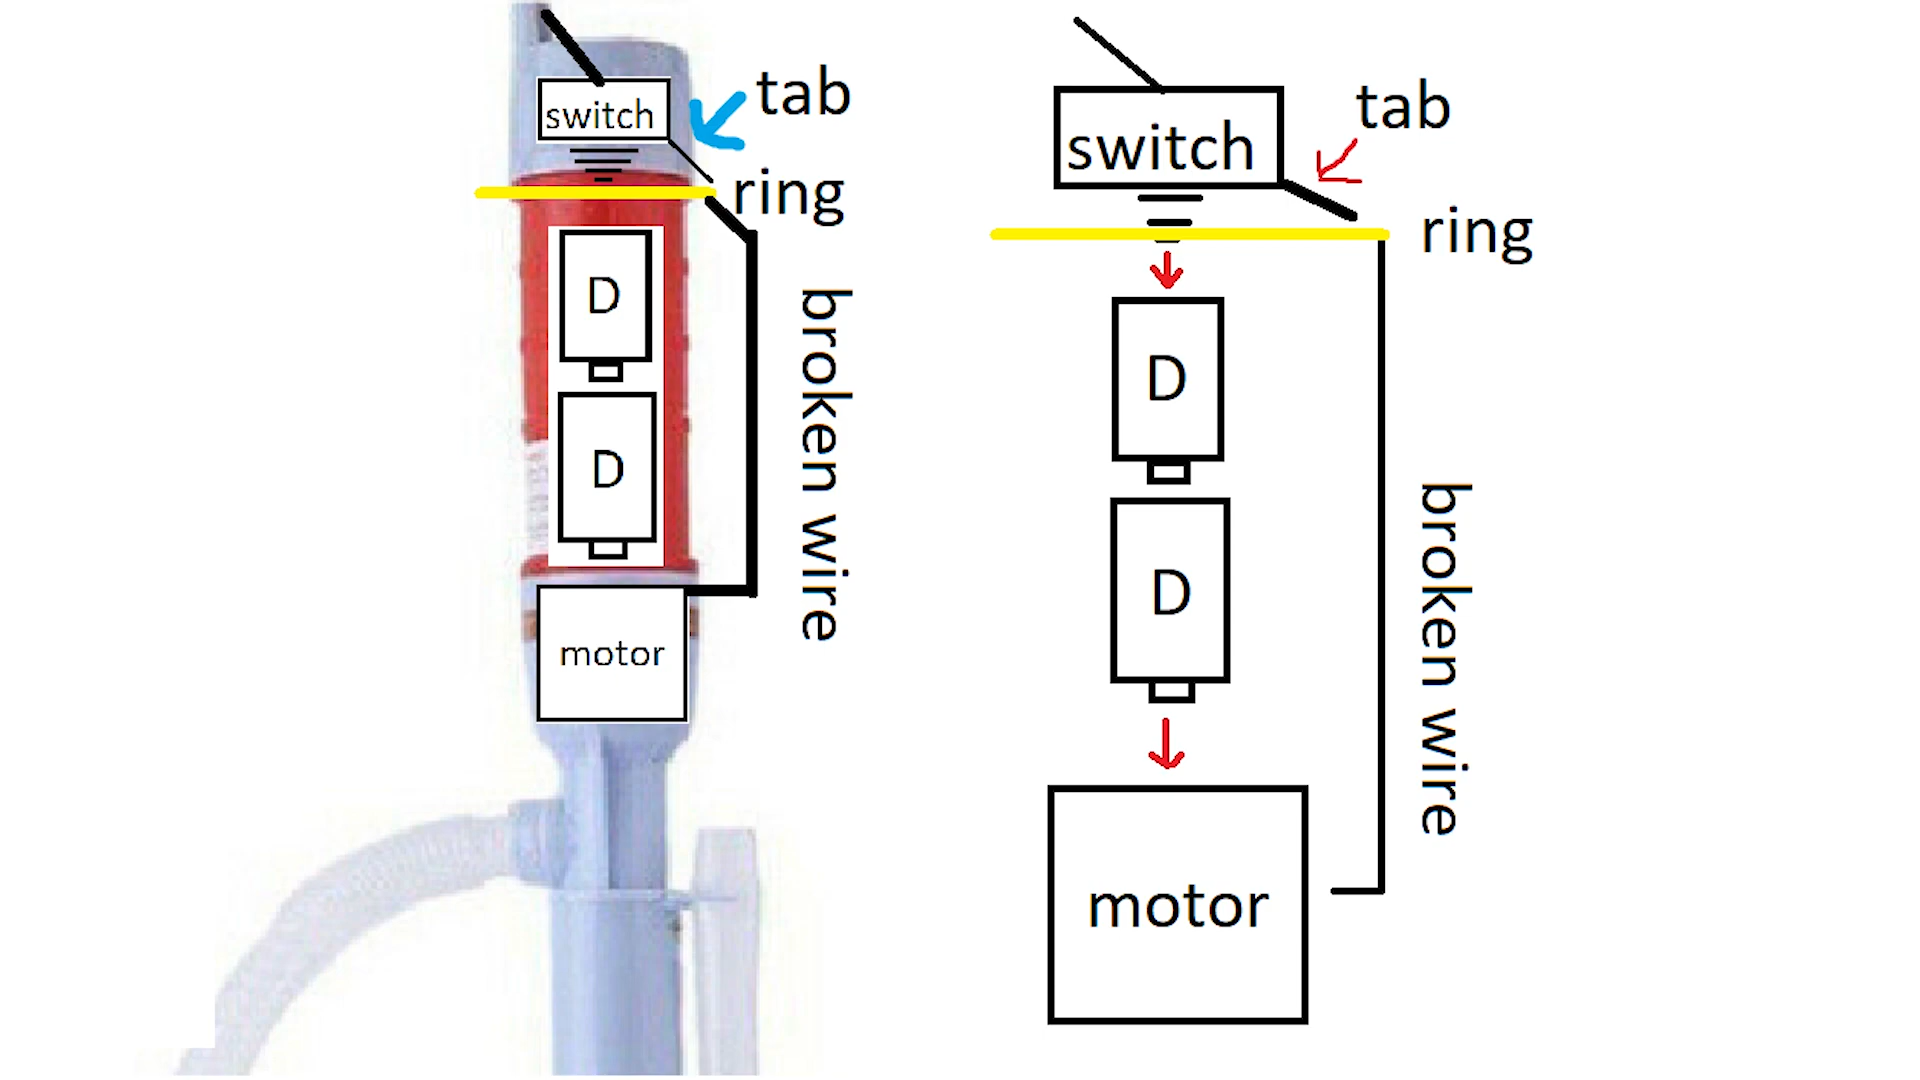 switch
tab
ring
D
D
broken wire
motor
switch
tab
ring
D
D
broken wire
motor